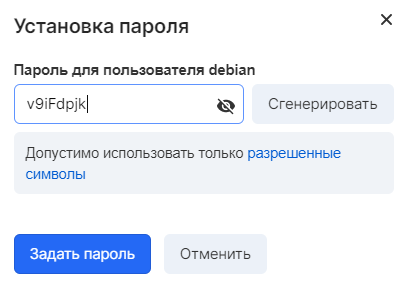 Установка пароля
Пароль для пользователя debian
v9iFdpjk
Сгенерировать
Допустимо использовать только разрешенные
символы
Задать пароль
Отменить